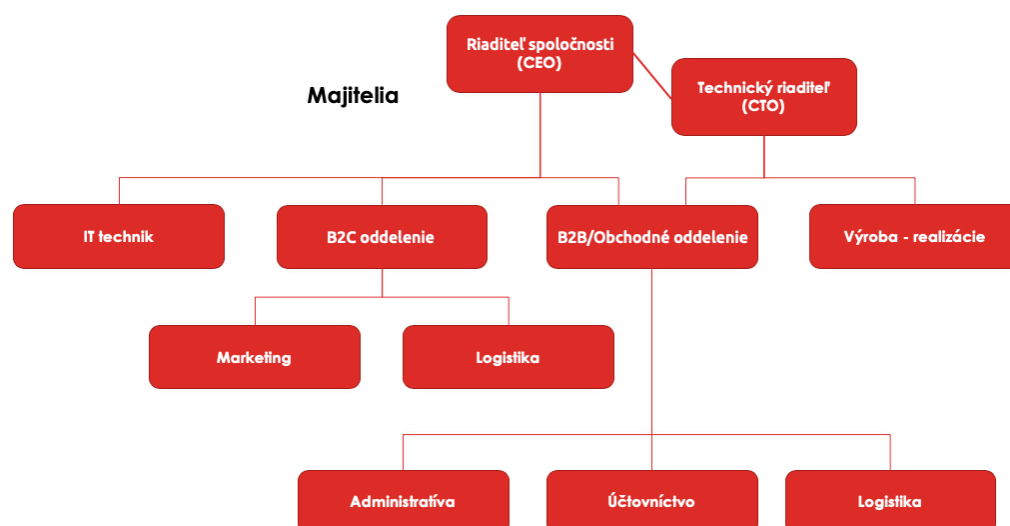 Riaditeľ spoločnosti
(CEO)
Majitelia
Technický riaditeľ
(CTO)
IT technik
B2C oddelenie
B2B/Obchodné oddelenie
Výroba - realizácie
Marketing
Logistika
Administratíva
Účtovníctvo
Logistika